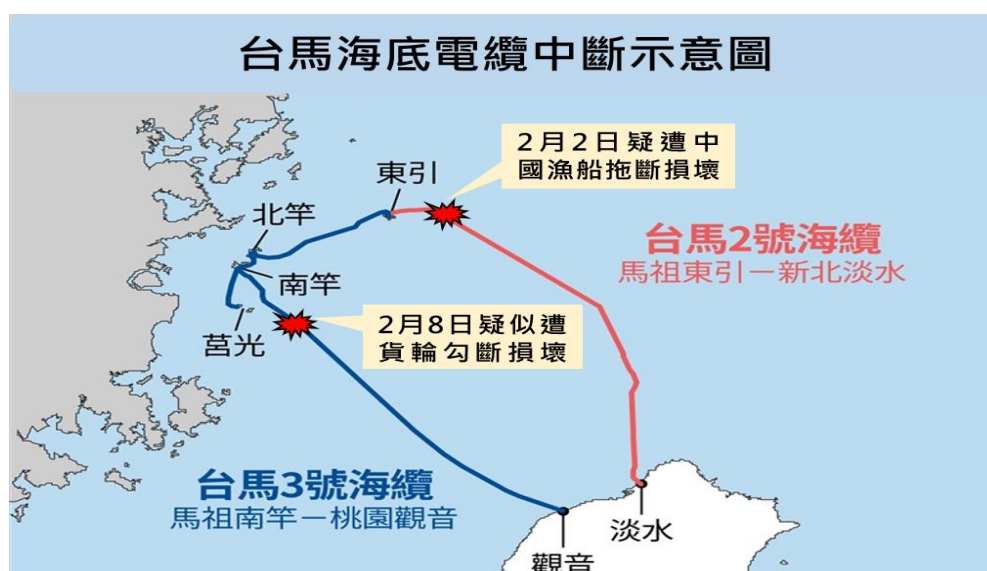 台馬海底電纜中斷示意圖
2月2日疑遭中
國漁船拖斷損壞
東引
北竿
台馬2號海纜
馬祖東引－新北淡水
南竿
2月8日疑似遭
貨輪勾斷損壞
莒光
台馬3號海纜
馬祖南竿－桃園觀音
淡水
觀音